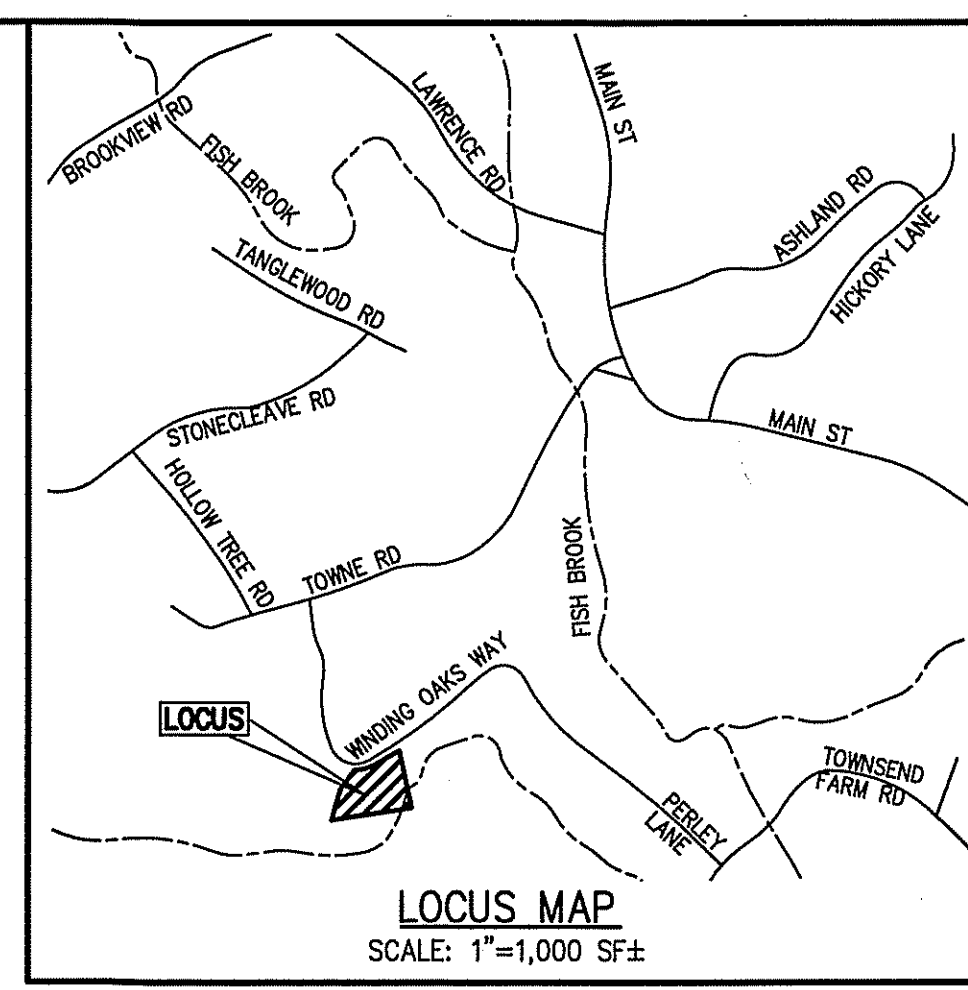 MAIN ST
LAWRENCE RD
BROOKVIEW RD
FISH BROOK
ASHLAND RD
HICKORY LANE
TANGLEWOOD RD
STONECLEAVE RD
MAIN ST
HOLLOW TREE RD
TOWNE RD
FISH BROOK
WINDING OAKS WAY
LOCUS
TOWNSEND
FARM RD
PERLEY
LANE
LOCUS MAP
SCALE: 1"=1,000 SF±